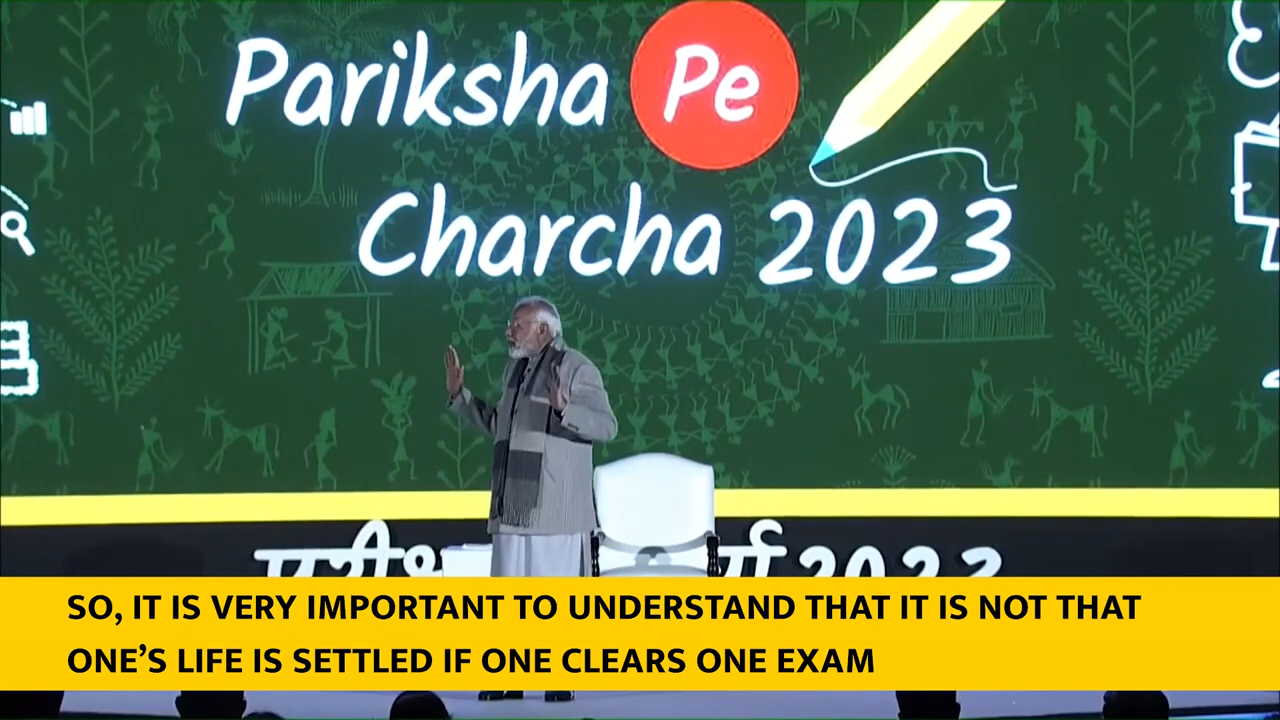 Pariksha Pe
Charcha 2023
2023
SO, IT IS VERY IMPORTANT TO UNDERSTAND THAT IT IS NOT THAT
ONE’S LIFE IS SETTLED IF ONE CLEARS ONE EXAM